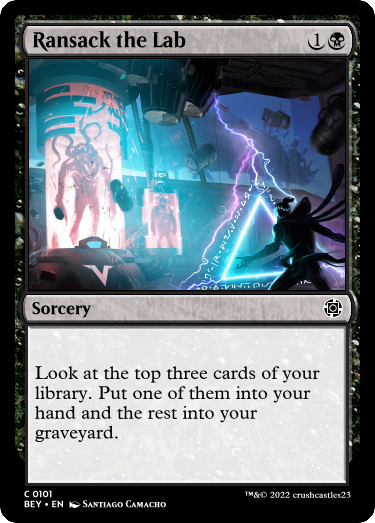 Ransack the Lab 1
Sorcery
Look at the top three cards of your
library. Put one of them into your
hand and the rest into your
graveyard.
C 0101
BEY • EN Santiago Camacho
™&© 2022 crushcastles23